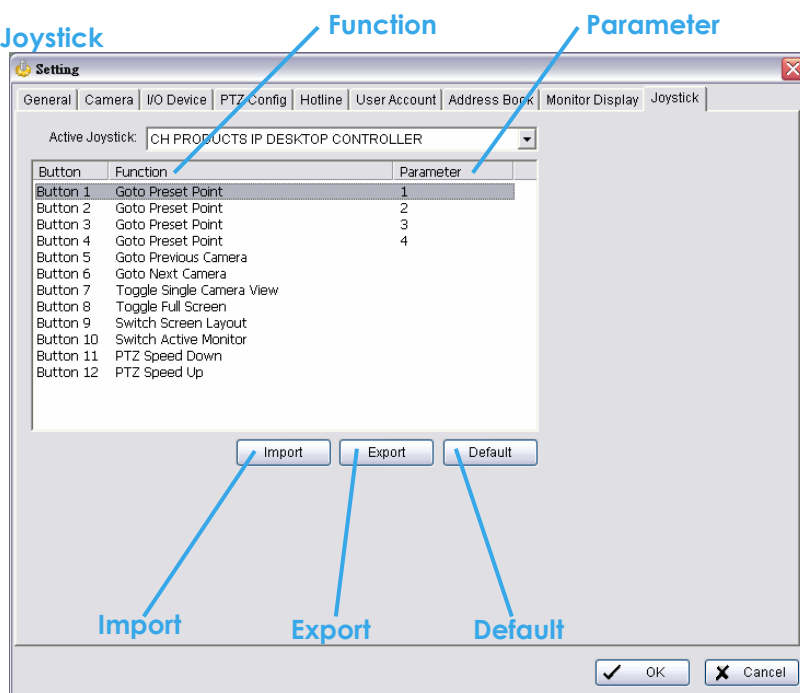 Function Parameter
Joystick
Setting
General Camera I/O Device PTZ Config Hotline User Account Address Book Monitor Display Joystick
Active Joystick: CH PRODUCTS IP DESKTOP CONTROLLER
Button Function Parameter
Button 1 Goto Preset Point 1
Button 2 Goto Preset Point 2
Button 3 Goto Preset Point 3
Button 4 Goto Preset Point 4
Button 5 Goto Previous Camera
Button 6 Goto Next Camera
Button 7 Toggle Single Camera View
Button 8 Toggle Full Screen
Button 9 Switch Screen Layout
Button 10 Switch Active Monitor
Button 11 PTZ Speed Down
Button 12 PTZ Speed Up
Import Export Default
Import Export Default
OK Cancel